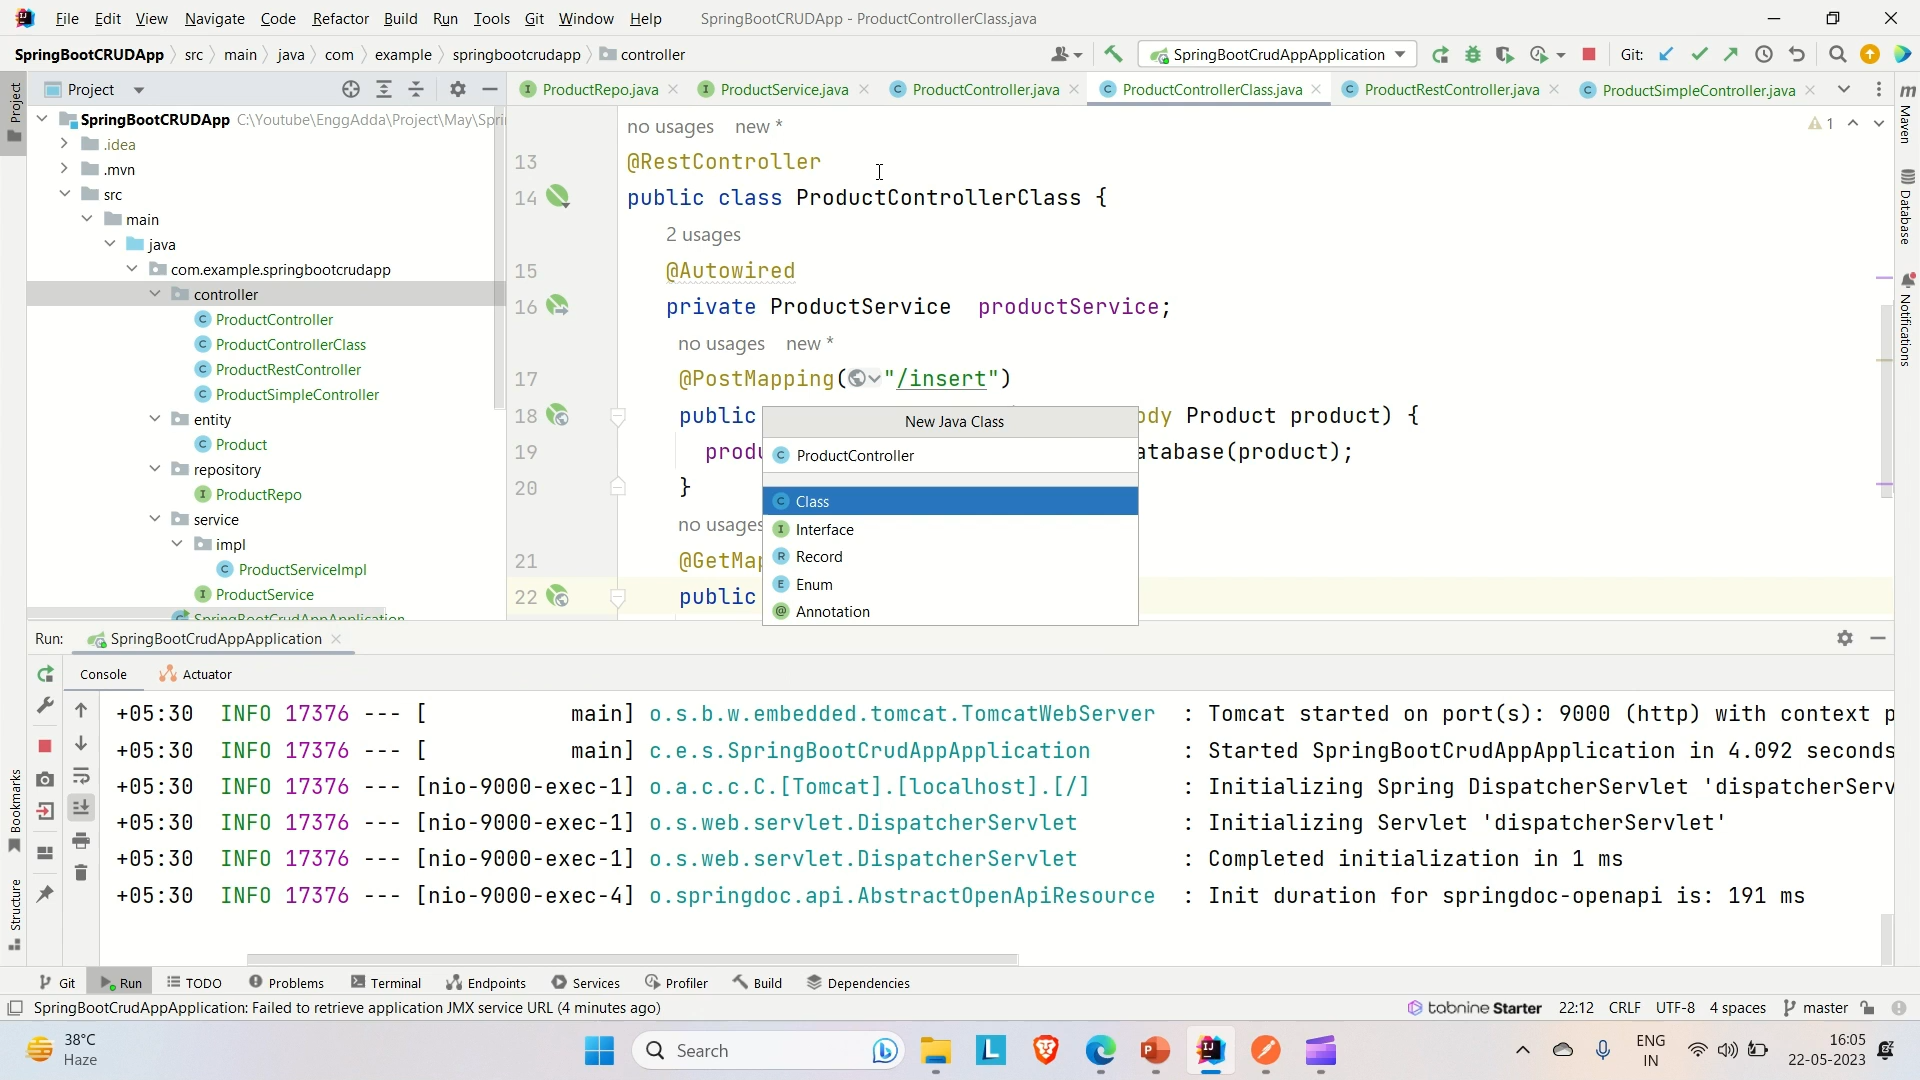 File Edit View Navigate Code Refactor Build Run Tools Git Window Help SpringBootCRUDApp - ProductControllerClass.java
SpringBootCRUDApp src main java com example springbootcrudapp controller SpringBootCrudAppApplication Git:
Project ProductRepo.java ProductService.java ProductController.java ProductControllerClass.java ProductRestController.java ProductSimpleController.java
Project
Maven
Database
Notifications
Bookmarks
Structure
SpringBootCRUDApp C:\Youtube\EnggAdda\Project\May\Spri
.idea
.mvn
src
main
java
com.example.springbootcrudapp
controller
ProductController
ProductControllerClass
ProductRestController
ProductSimpleController
entity
Product
repository
ProductRepo
service
impl
ProductServiceImpl
ProductService
SpringBootCrudAppApplication
no usages new *
1
13 @RestController
14 public class ProductControllerClass {
2 usages
15 @Autowired
16 private ProductService productService;
no usages new *
17 @PostMapping("/insert")
18 public ody Product product) {
19 produ atabase(product);
20 }
no usages
21 @GetMap
22 public
New Java Class
ProductController
Class
Interface
Record
Enum
Annotation
Run: SpringBootCrudAppApplication
Console Actuator
+05:30 INFO 17376 --- [ main] o.s.b.w.embedded.tomcat.TomcatWebServer : Tomcat started on port(s): 9000 (http) with context p
+05:30 INFO 17376 --- [ main] c.e.s.SpringBootCrudAppApplication : Started SpringBootCrudAppApplication in 4.092 seconds
+05:30 INFO 17376 --- [nio-9000-exec-1] o.a.c.c.C.[Tomcat].[localhost].[/] : Initializing Spring DispatcherServlet 'dispatcherServ
+05:30 INFO 17376 --- [nio-9000-exec-1] o.s.web.servlet.DispatcherServlet : Initializing Servlet 'dispatcherServlet'
+05:30 INFO 17376 --- [nio-9000-exec-1] o.s.web.servlet.DispatcherServlet : Completed initialization in 1 ms
+05:30 INFO 17376 --- [nio-9000-exec-4] o.springdoc.api.AbstractOpenApiResource : Init duration for springdoc-openapi is: 191 ms
Git Run TODO Problems Terminal Endpoints Services Profiler Build Dependencies
SpringBootCrudAppApplication: Failed to retrieve application JMX service URL (4 minutes ago) tabnine Starter 22:12 CRLF UTF-8 4 spaces master
38°C
Haze
Search
ENG
IN
16:05
22-05-2023